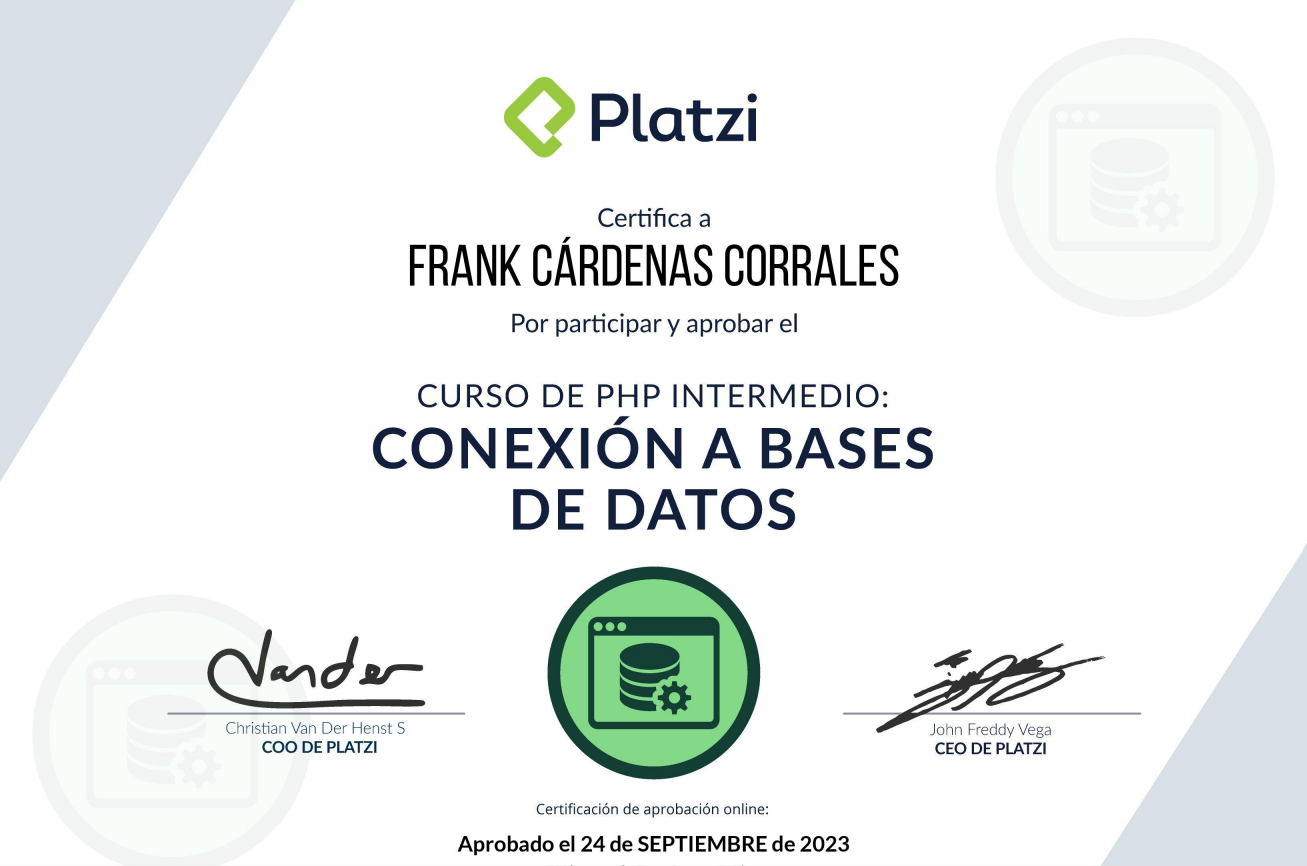 Platzi
Certifica a
FRANK CÁRDENAS CORRALES
Por participar y aprobar el
CURSO DE PHP INTERMEDIO:
CONEXIÓN A BASES
DE DATOS
Vander
Christian Van Der Henst S
COO DE PLATZI
John Freddy Vega
CEO DE PLATZI
Certificación de aprobación online:
Aprobado el 24 de SEPTIEMBRE de 2023